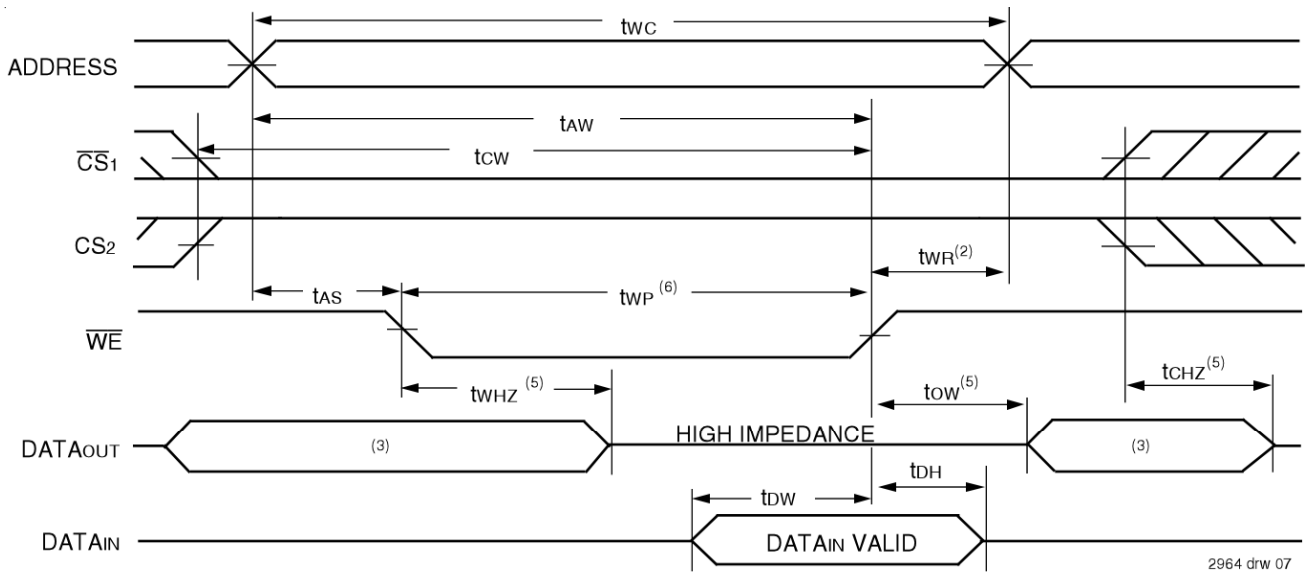 tWC
ADDRESS
tAW
CS1
tCW
CS2
tWR(2)
tAS
tWP (6)
WE
tWHZ (5)
tOW(5)
tCHZ(5)
DATAOUT
(3)
HIGH IMPEDANCE
(3)
tDW
tDH
DATAIN
DATAIN VALID
2964 drw 07